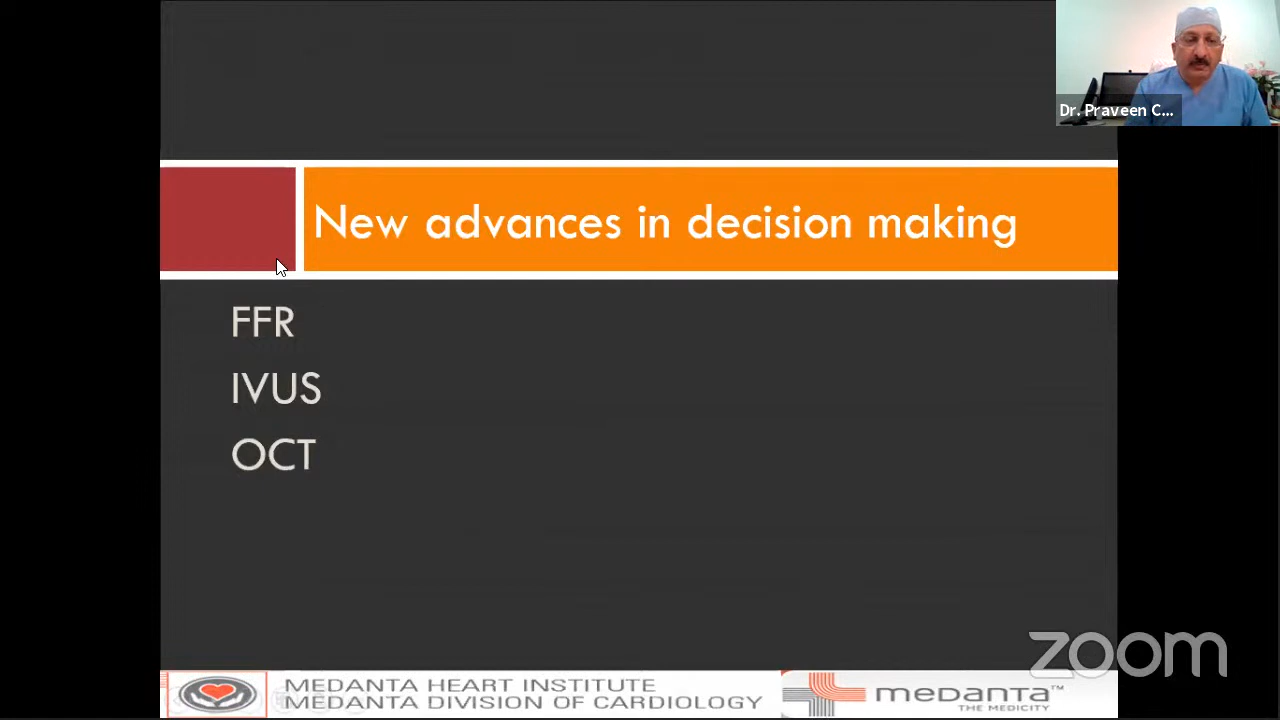 Dr. Praveen C...
New advances in decision making
FFR
IVUS
OCT
zoom
MEDANTA HEART INSTITUTE
MEDANTA DIVISION OF CARDIOLOGY
medanta™
THE MEDICITY